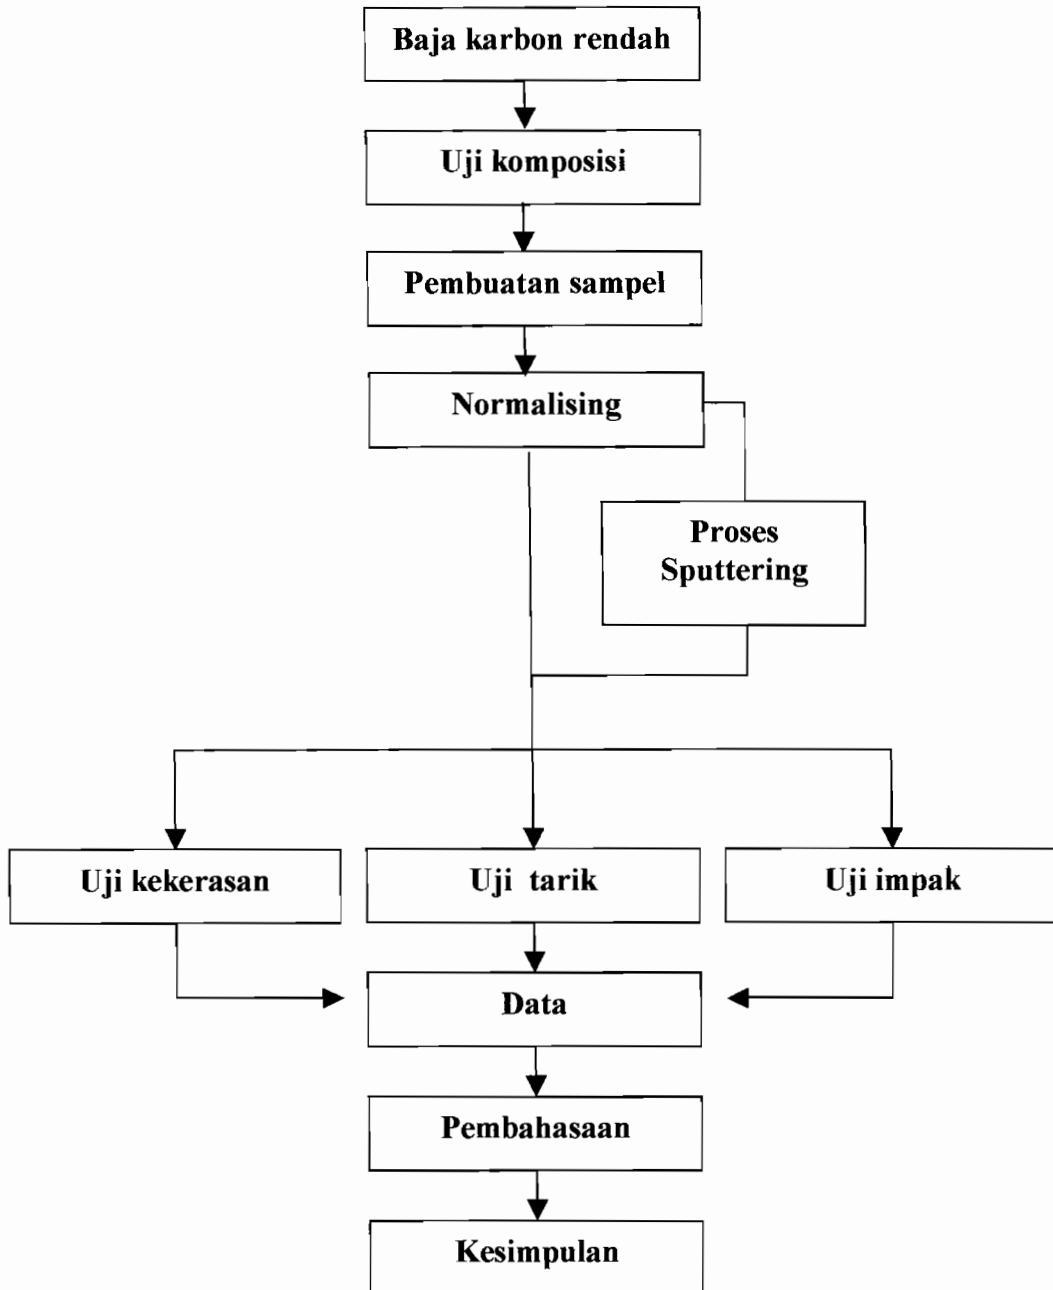 Baja karbon rendah
Uji komposisi
Pembuatan sampel
Normalising
Proses
Sputtering
Uji kekerasan
Uji tarik
Uji impak
Data
Pembahasaan
Kesimpulan